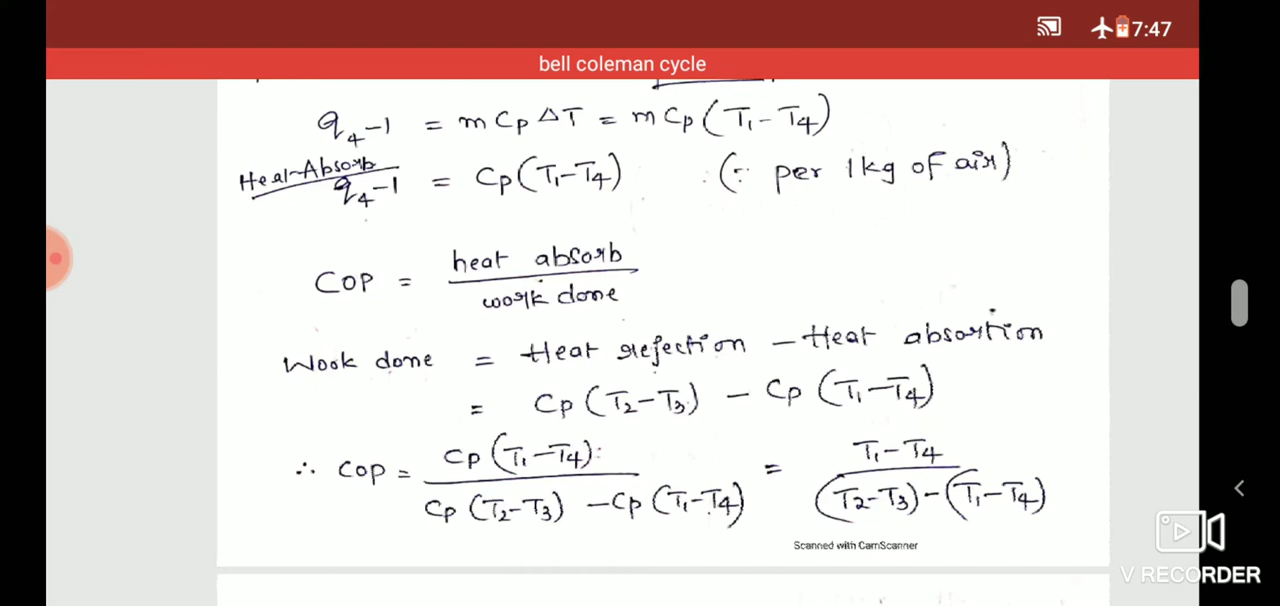 7:47
bell coleman cycle
q4-1 = m Cp ΔT = m Cp (T1 - T4)
Heat-Absorb
q4-1 = Cp (T1 - T4) (∵ per 1 kg of air)
COP = heat absorb / work done
Work done = Heat rejection - Heat absortion
= Cp (T2 - T3) - Cp (T1 - T4)
∴ COP = Cp (T1 - T4) / Cp (T2 - T3) - Cp (T1 - T4) = T1 - T4 / (T2 - T3) - (T1 - T4)
Scanned with CamScanner
V RECORDER